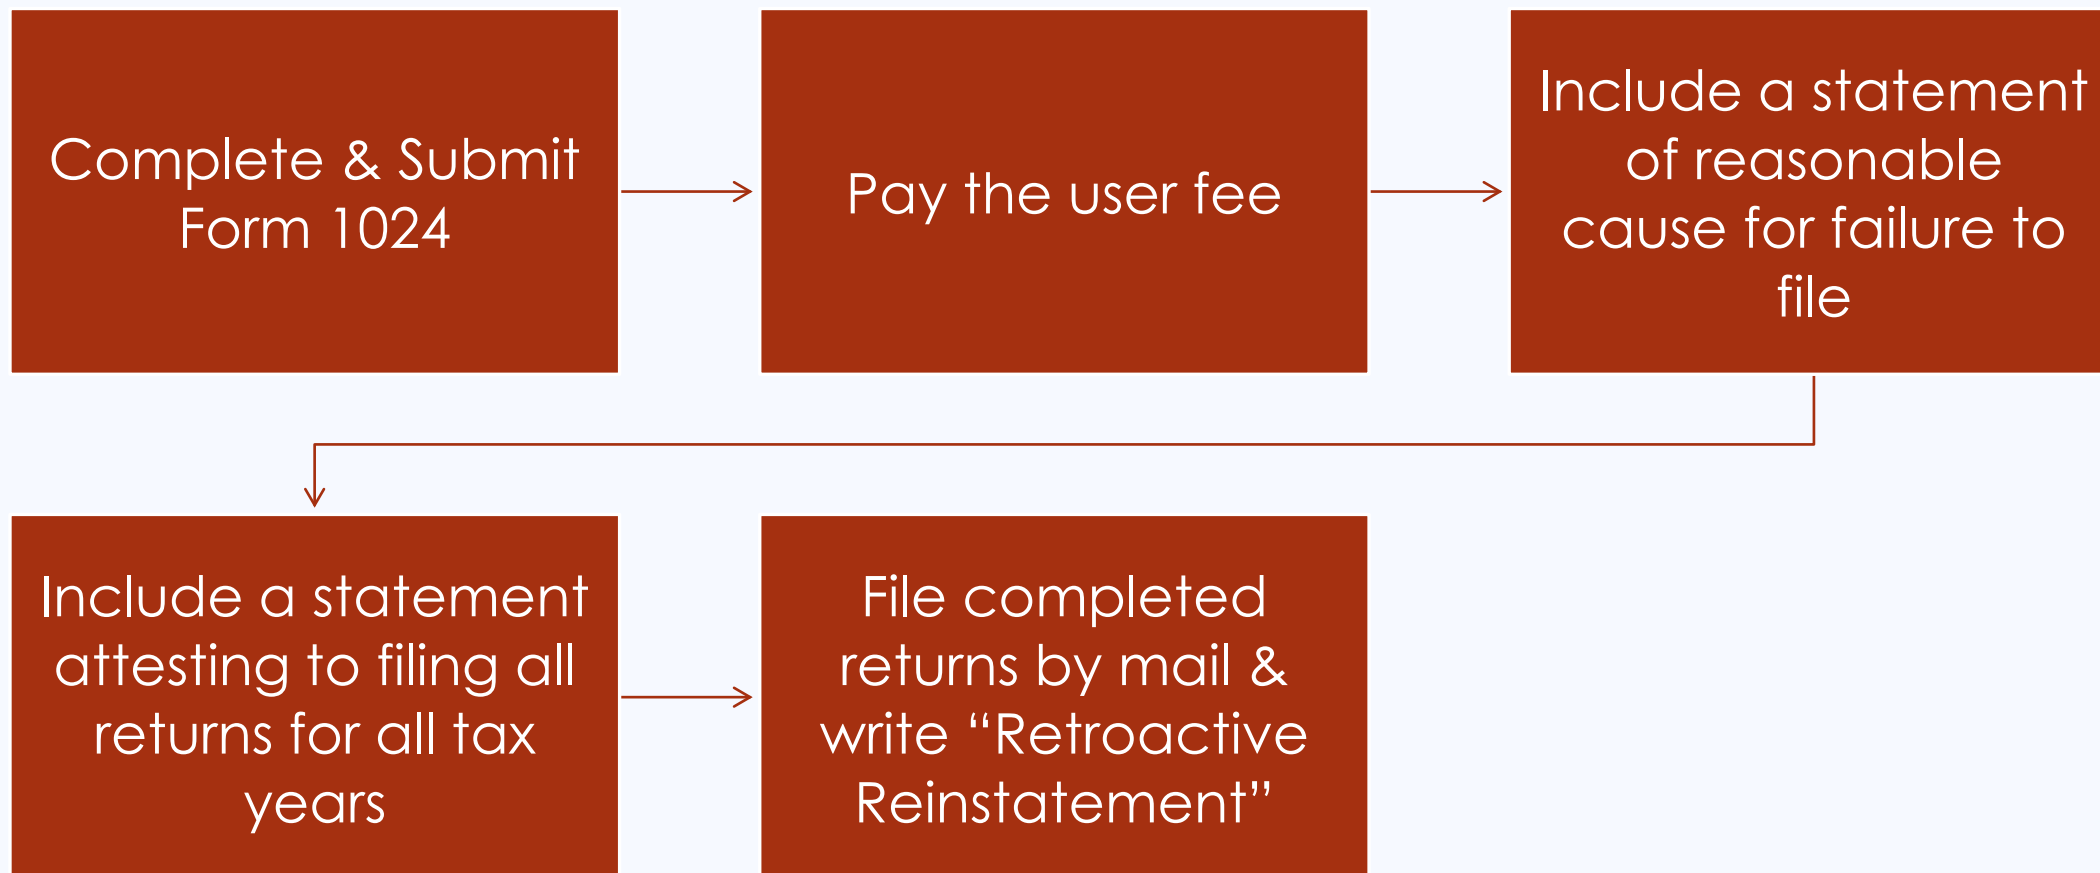 Complete & Submit
Form 1024
Pay the user fee
Include a statement
of reasonable
cause for failure to
file
Include a statement
attesting to filing all
returns for all tax
years
File completed
returns by mail &
write “Retroactive
Reinstatement”